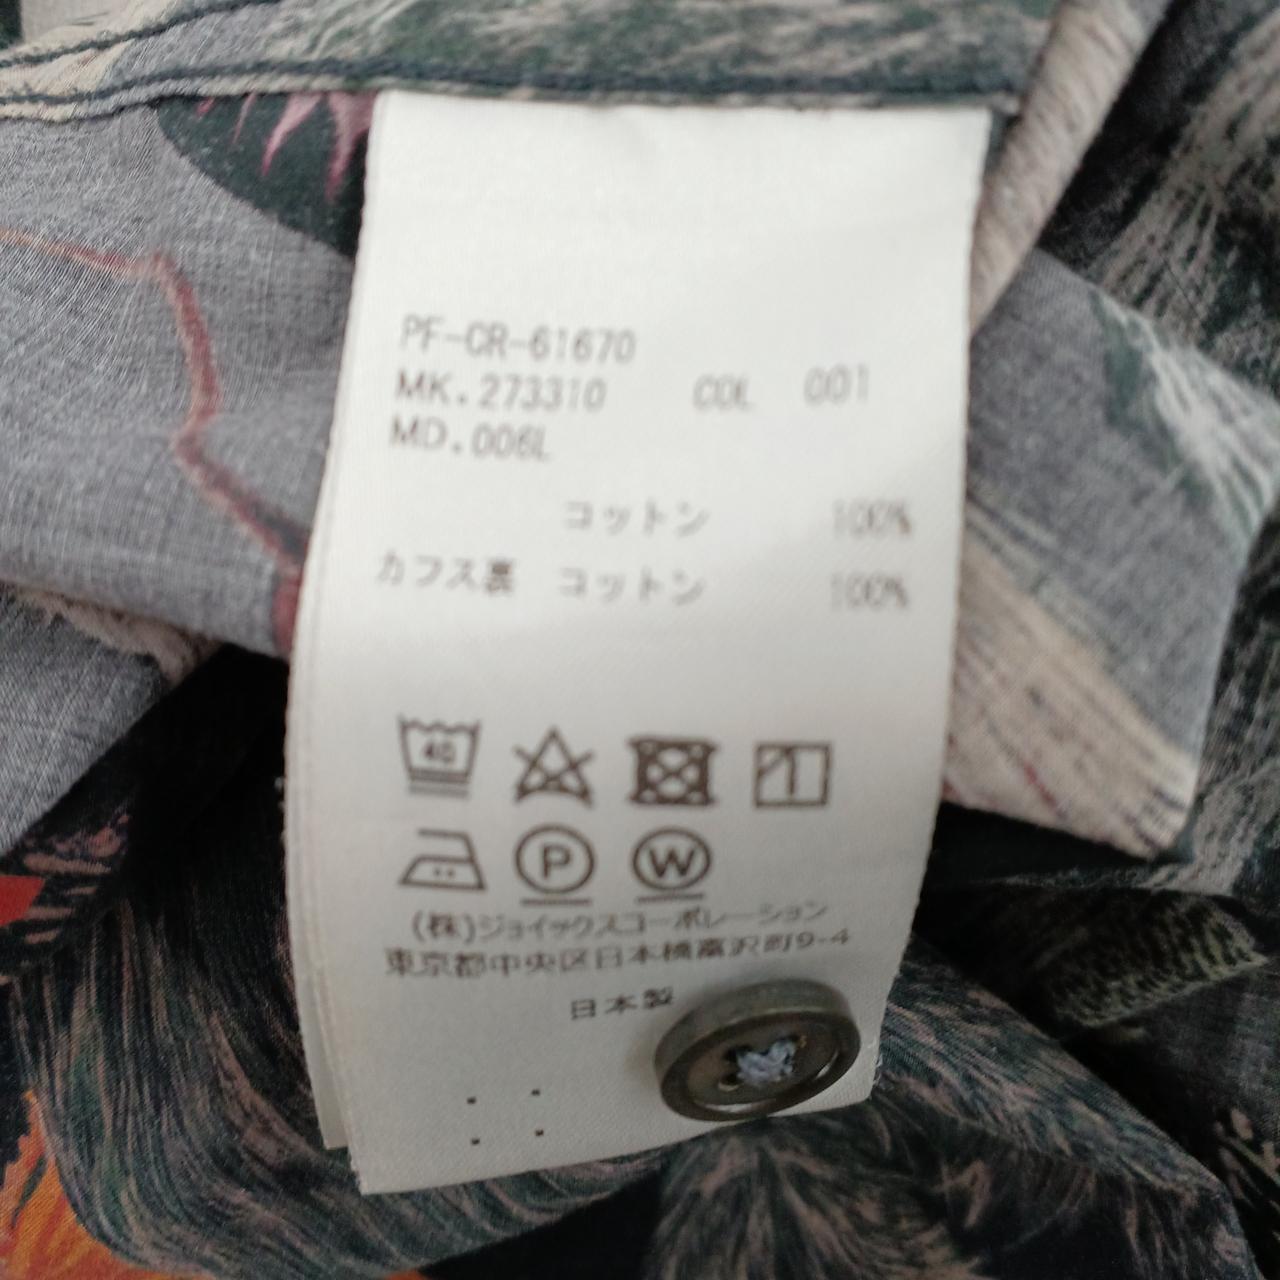 PF-CR-61670
MK.273310 COL 001
MD.006L
コットン 100%
カフス裏 コットン 100%
40
P W
(株)ジョイックスコーポレーション
東京都中央区日本橋富沢町9-4
日本製